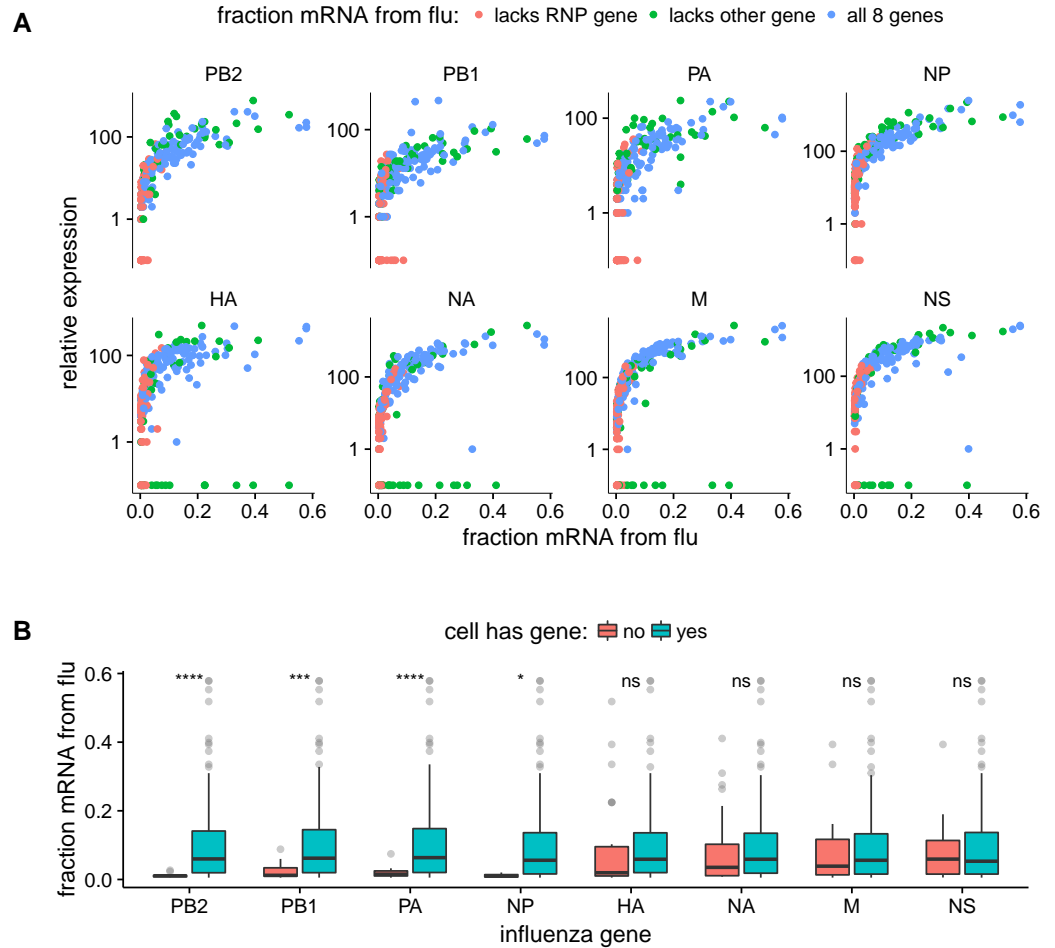 A
fraction mRNA from flu: lacks RNP gene lacks other gene all 8 genes
PB2 PB1 PA NP
100 100 100 100
1 1 1 1
HA NA M NS
100 100 100 100
1 1 1 1
relative expression
0.0 0.2 0.4 0.6 0.0 0.2 0.4 0.6 0.0 0.2 0.4 0.6 0.0 0.2 0.4 0.6
fraction mRNA from flu
B
cell has gene: no yes
**** *** **** * ns ns ns ns
0.6
0.4
0.2
0.0
fraction mRNA from flu
PB2 PB1 PA NP HA NA M NS
influenza gene